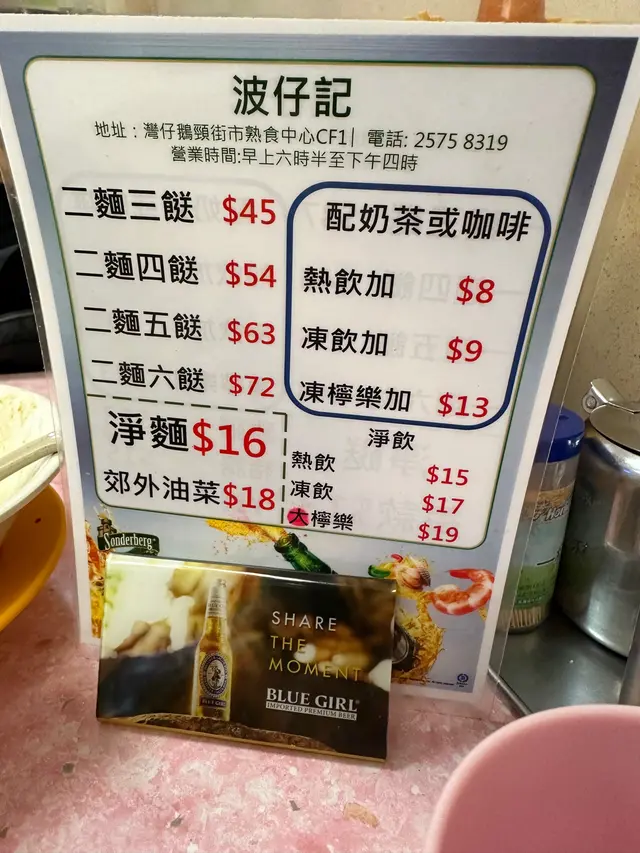 波仔記
地址：灣仔鵝頸街市熟食中心CF1| 電話: 2575 8319
營業時間:早上六時半至下午四時
二麵三餸 $45
二麵四餸 $54
二麵五餸 $63
二麵六餸 $72
淨麵$16
郊外油菜$18
配奶茶或咖啡
熱飲加 $8
凍飲加 $9
凍檸樂加 $13
淨飲
熱飲 $15
凍飲 $17
大檸樂 $19
Sonderberg
SHARE
THE
MOMENT
BLUE GIRL
IMPORTED PREMIUM BEER
BLUE GIRL